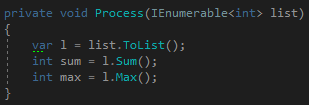 private void Process(IEnumerable<int> list)
{
    var l = list.ToList();
    int sum = l.Sum();
    int max = l.Max();
}